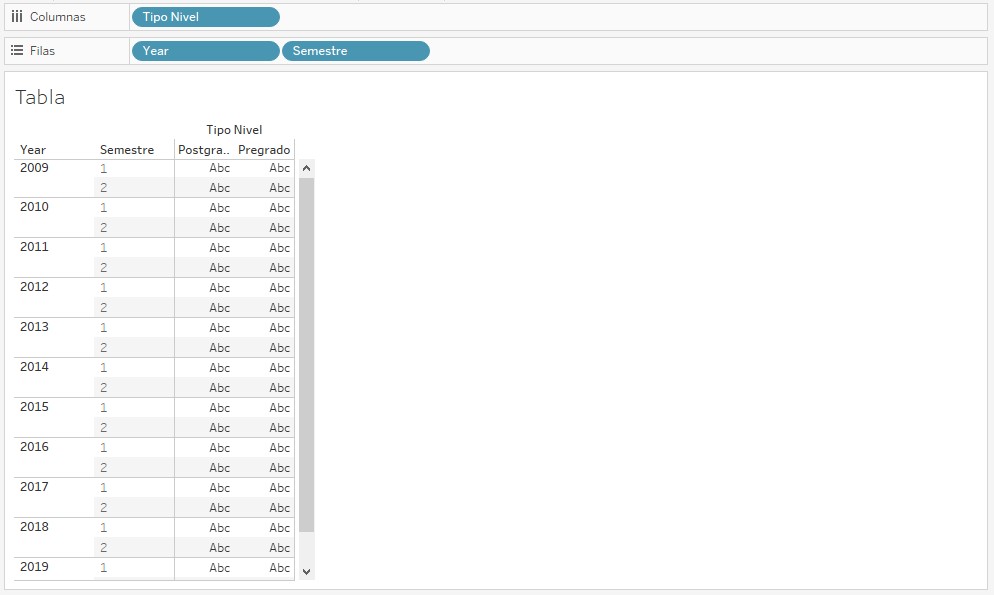 Columnas Tipo Nivel
Filas Year Semestre
Tabla
Tipo Nivel
Year Semestre Postgra.. Pregrado
2009 1 Abc Abc
2 Abc Abc
2010 1 Abc Abc
2 Abc Abc
2011 1 Abc Abc
2 Abc Abc
2012 1 Abc Abc
2 Abc Abc
2013 1 Abc Abc
2 Abc Abc
2014 1 Abc Abc
2 Abc Abc
2015 1 Abc Abc
2 Abc Abc
2016 1 Abc Abc
2 Abc Abc
2017 1 Abc Abc
2 Abc Abc
2018 1 Abc Abc
2 Abc Abc
2019 1 Abc Abc